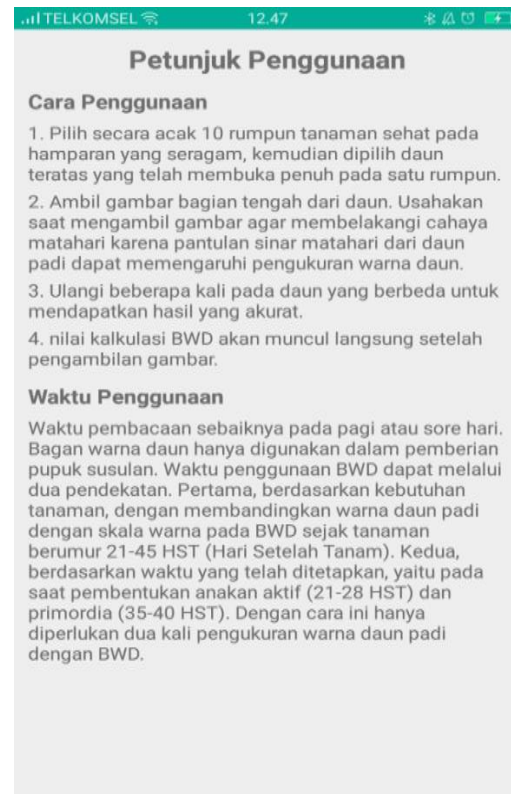 TELKOMSEL 12.47
Petunjuk Penggunaan
Cara Penggunaan
1. Pilih secara acak 10 rumpun tanaman sehat pada
hamparan yang seragam, kemudian dipilih daun
teratas yang telah membuka penuh pada satu rumpun.
2. Ambil gambar bagian tengah dari daun. Usahakan
saat mengambil gambar agar membelakangi cahaya
matahari karena pantulan sinar matahari dari daun
padi dapat memengaruhi pengukuran warna daun.
3. Ulangi beberapa kali pada daun yang berbeda untuk
mendapatkan hasil yang akurat.
4. nilai kalkulasi BWD akan muncul langsung setelah
pengambilan gambar.
Waktu Penggunaan
Waktu pembacaan sebaiknya pada pagi atau sore hari.
Bagan warna daun hanya digunakan dalam pemberian
pupuk susulan. Waktu penggunaan BWD dapat melalui
dua pendekatan. Pertama, berdasarkan kebutuhan
tanaman, dengan membandingkan warna daun padi
dengan skala warna pada BWD sejak tanaman
berumur 21-45 HST (Hari Setelah Tanam). Kedua,
berdasarkan waktu yang telah ditetapkan, yaitu pada
saat pembentukan anakan aktif (21-28 HST) dan
primordia (35-40 HST). Dengan cara ini hanya
diperlukan dua kali pengukuran warna daun padi
dengan BWD.